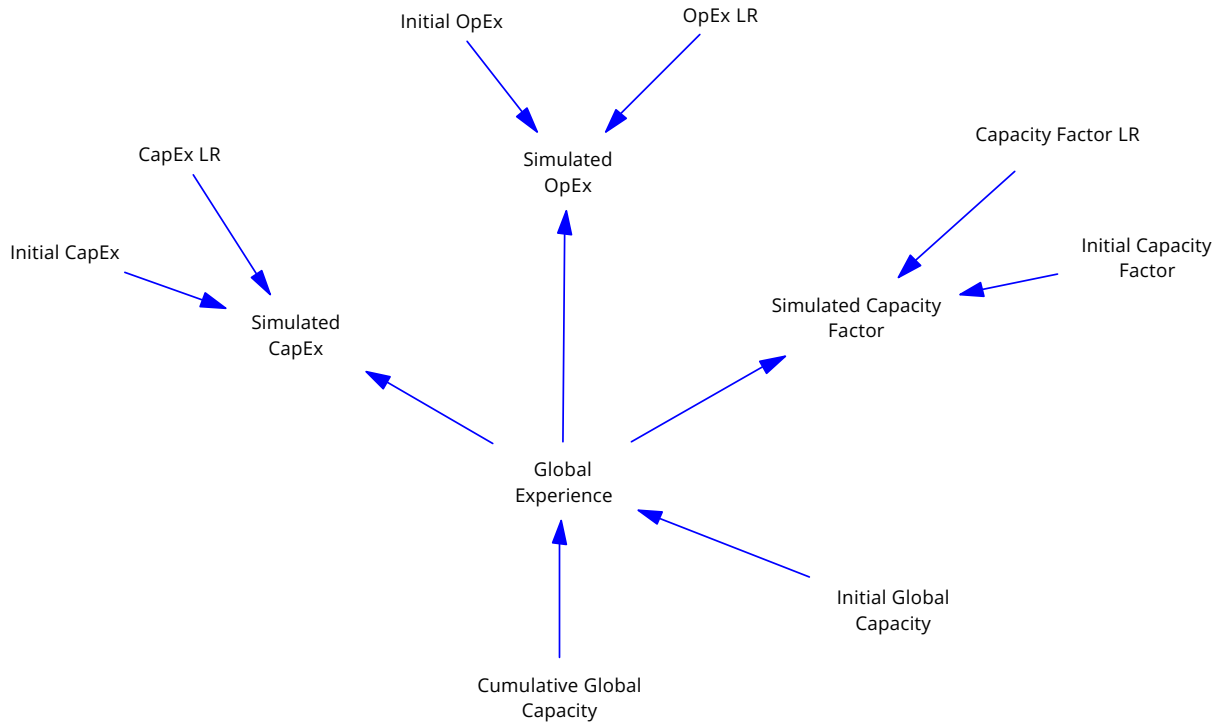 Initial OpEx
OpEx LR
Capacity Factor LR
CapEx LR
Simulated
OpEx
Initial CapEx
Initial Capacity
Factor
Simulated Capacity
Factor
Simulated
CapEx
Global
Experience
Initial Global
Capacity
Cumulative Global
Capacity